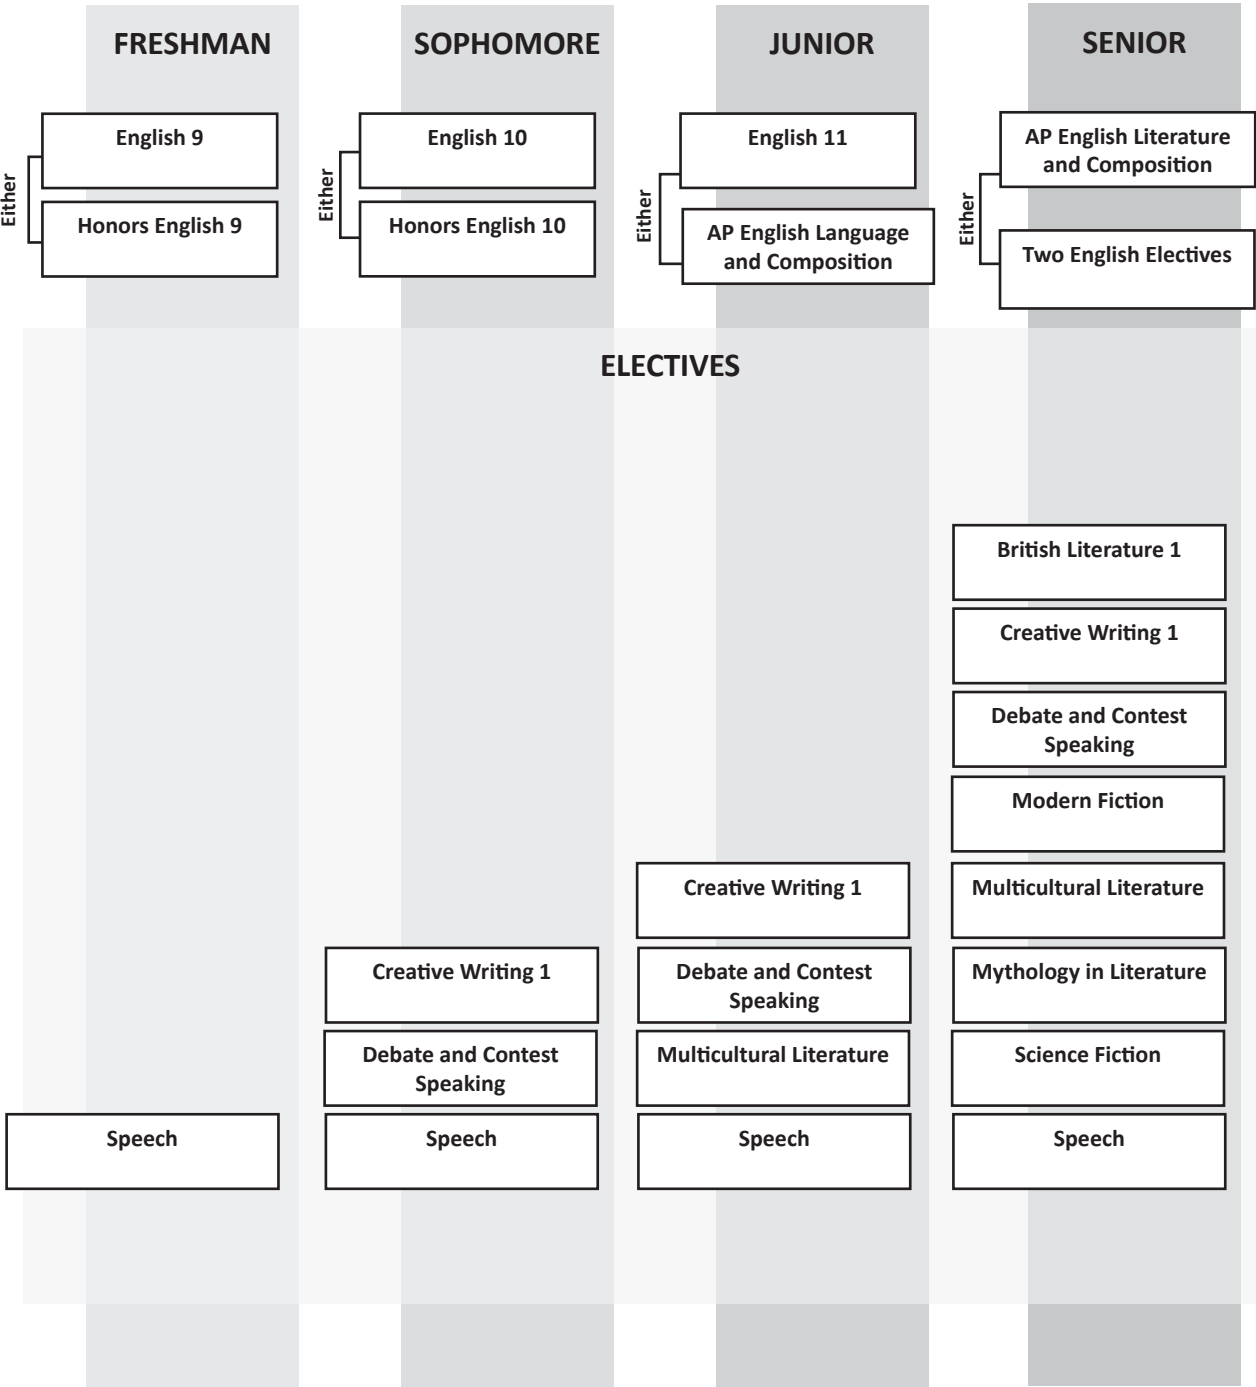 FRESHMAN
SOPHOMORE
JUNIOR
SENIOR
Either
English 9
Honors English 9
Either
English 10
Honors English 10
Either
English 11
AP English Language
and Composition
Either
AP English Literature
and Composition
Two English Electives
ELECTIVES
Speech
Creative Writing 1
Debate and Contest
Speaking
Speech
Creative Writing 1
Debate and Contest
Speaking
Multicultural Literature
Speech
British Literature 1
Creative Writing 1
Debate and Contest
Speaking
Modern Fiction
Multicultural Literature
Mythology in Literature
Science Fiction
Speech